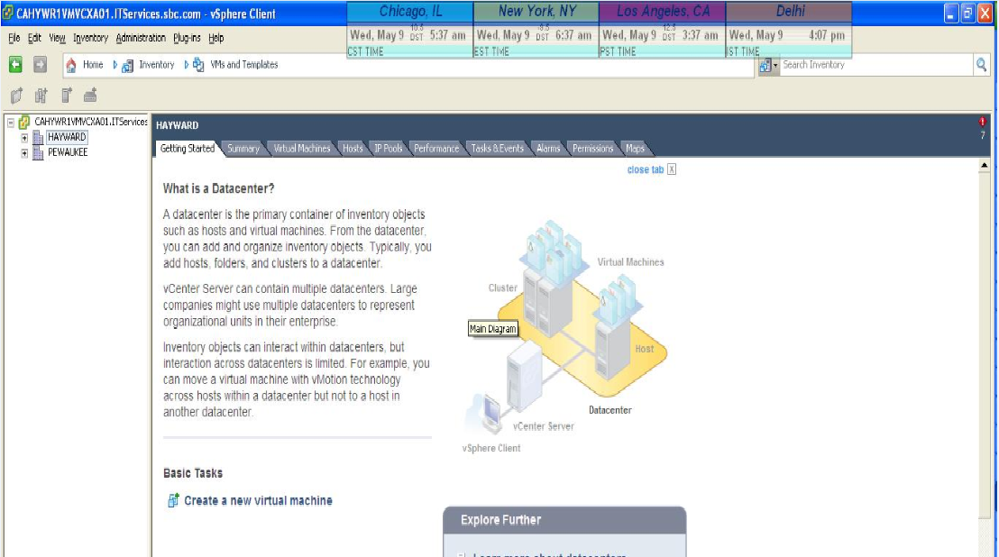 CAHYWR1VMVCXA01.ITServices.sbc.com - vSphere Client
Chicago, IL New York, NY Los Angeles, CA Delhi
File Edit View Inventory Administration Plug-ins Help
Wed, May 9 10.5 DST 5:37 am Wed, May 9 -9.5 DST 6:37 am Wed, May 9 12.5 DST 3:37 am Wed, May 9 4:07 pm
CST TIME EST TIME PST TIME IST TIME
Home Inventory VMs and Templates Search Inventory
CAHYWR1VMVCXA01.ITServices
HAYWARD
PEWAUKEE
HAYWARD
7
Getting Started Summary Virtual Machines Hosts IP Pools Performance Tasks & Events Alarms Permissions Maps
close tab X
What is a Datacenter?
A datacenter is the primary container of inventory objects
such as hosts and virtual machines. From the datacenter,
you can add and organize inventory objects. Typically, you
add hosts, folders, and clusters to a datacenter.
vCenter Server can contain multiple datacenters. Large
companies might use multiple datacenters to represent
organizational units in their enterprise.
Inventory objects can interact within datacenters, but
interaction across datacenters is limited. For example, you
can move a virtual machine with vMotion technology
across hosts within a datacenter but not to a host in
another datacenter.
Virtual Machines
Cluster
Main Diagram
Host
Datacenter
vCenter Server
vSphere Client
Basic Tasks
Create a new virtual machine
Explore Further
Learn more about datacenters